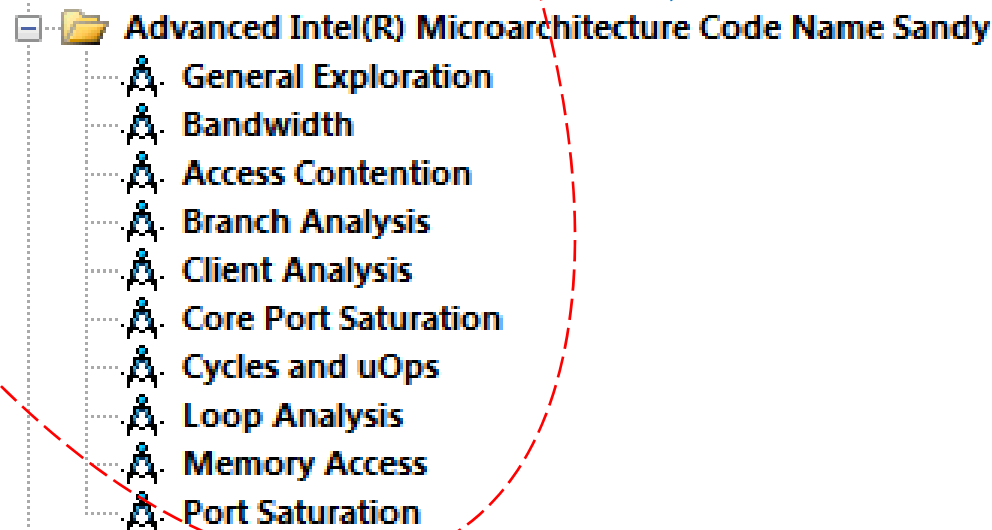 Advanced Intel(R) Microarchitecture Code Name Sandy
General Exploration
Bandwidth
Access Contention
Branch Analysis
Client Analysis
Core Port Saturation
Cycles and uOps
Loop Analysis
Memory Access
Port Saturation